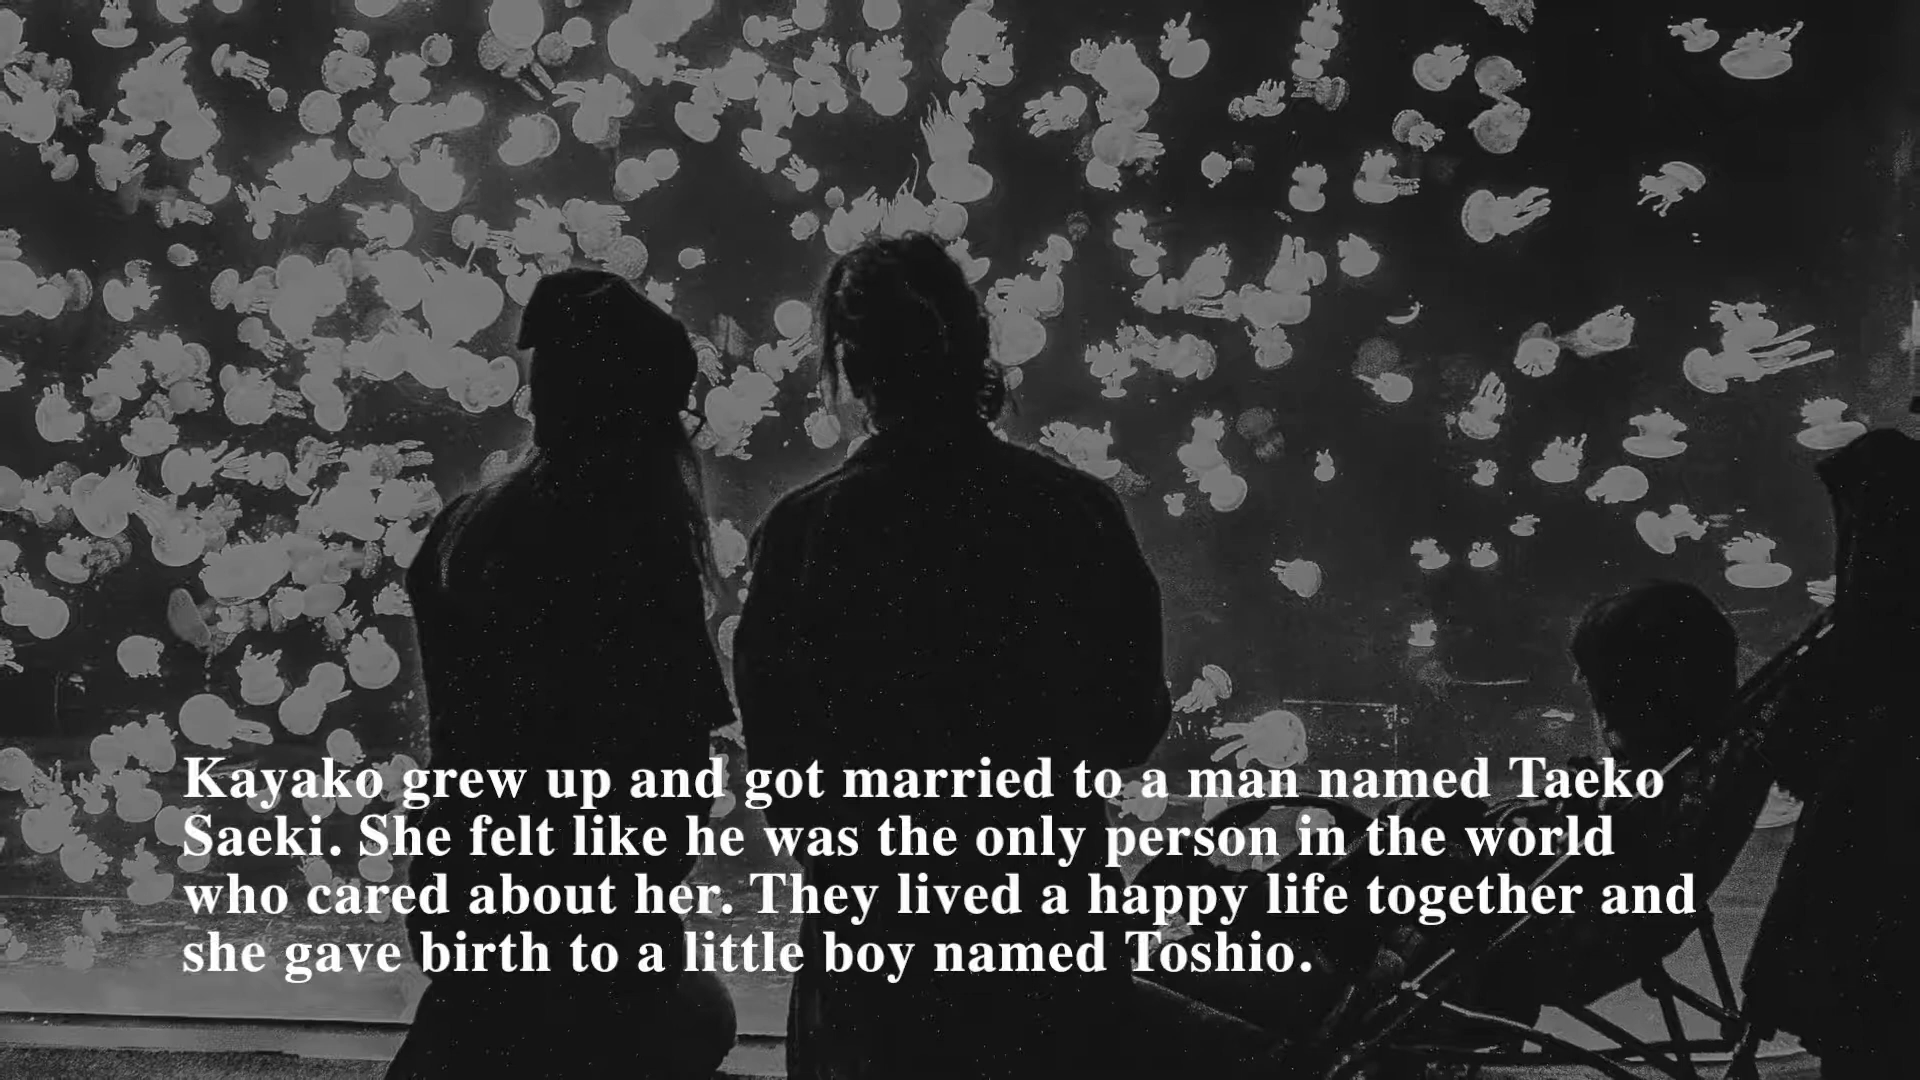 Kayako grew up and got married to a man named Taeko
Saeki. She felt like he was the only person in the world
who cared about her. They lived a happy life together and
she gave birth to a little boy named Toshio.